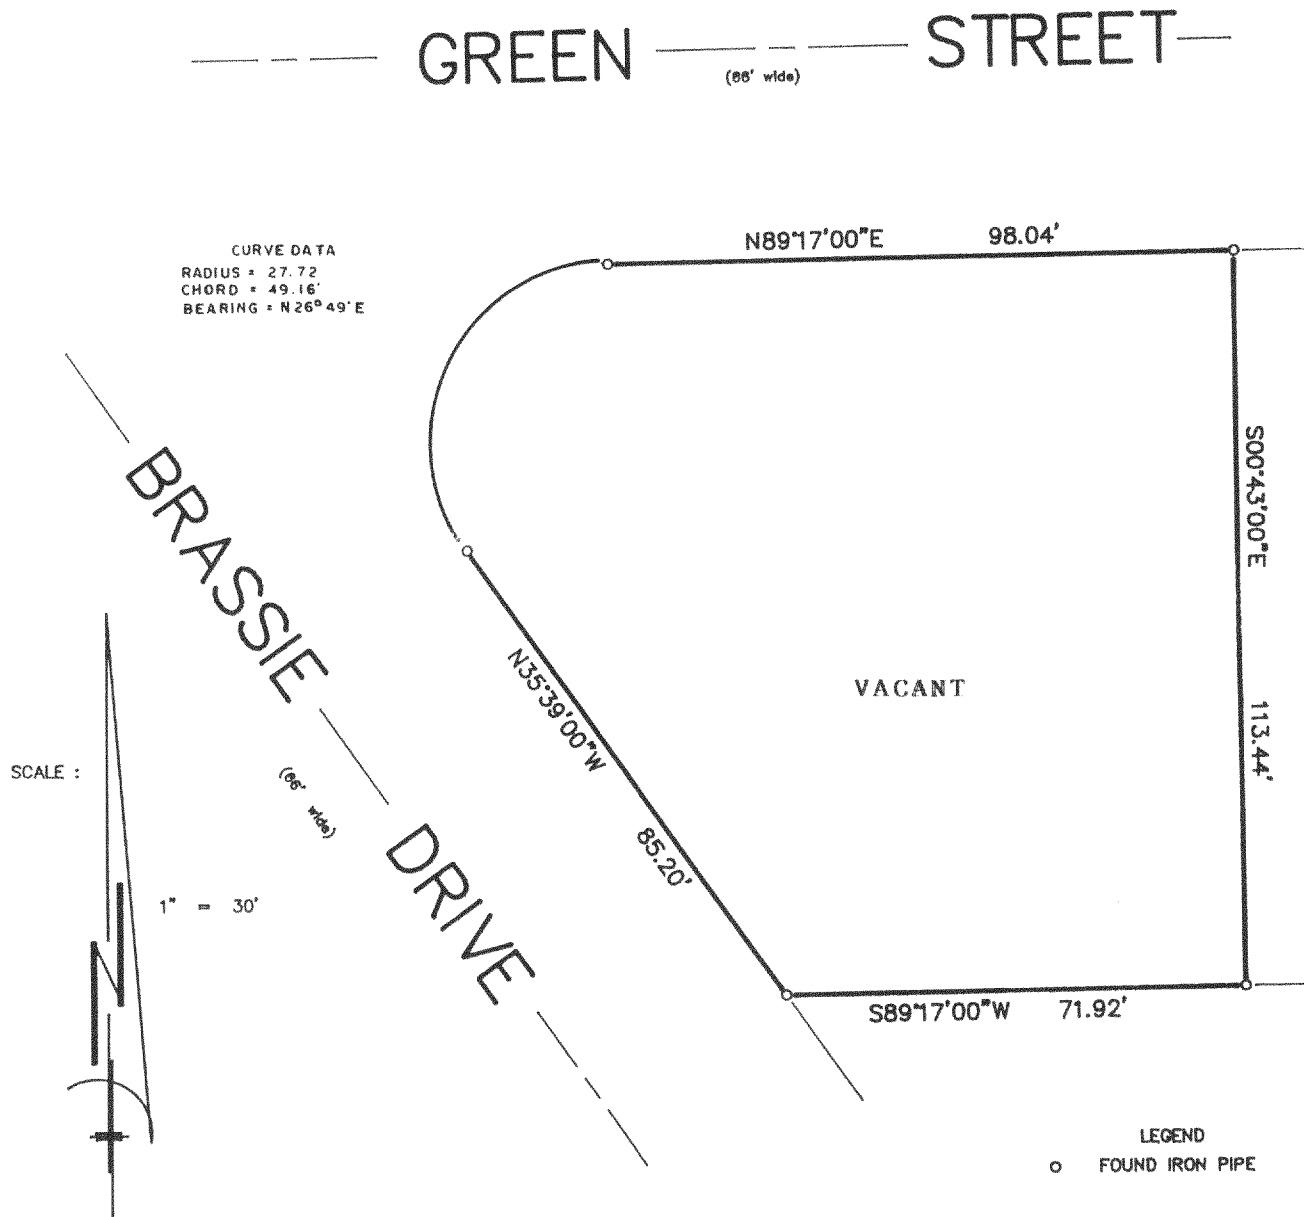 GREEN STREET
(66' wide)
CURVE DATA
RADIUS = 27.72
CHORD = 49.16'
BEARING = N26°49'E
N89°17'00"E 98.04'
S00°43'00"E 113.44'
BRASSIE DRIVE
(66' wide)
N35°39'00"W 85.20'
VACANT
SCALE :
1" = 30'
N
S89°17'00"W 71.92'
LEGEND
FOUND IRON PIPE